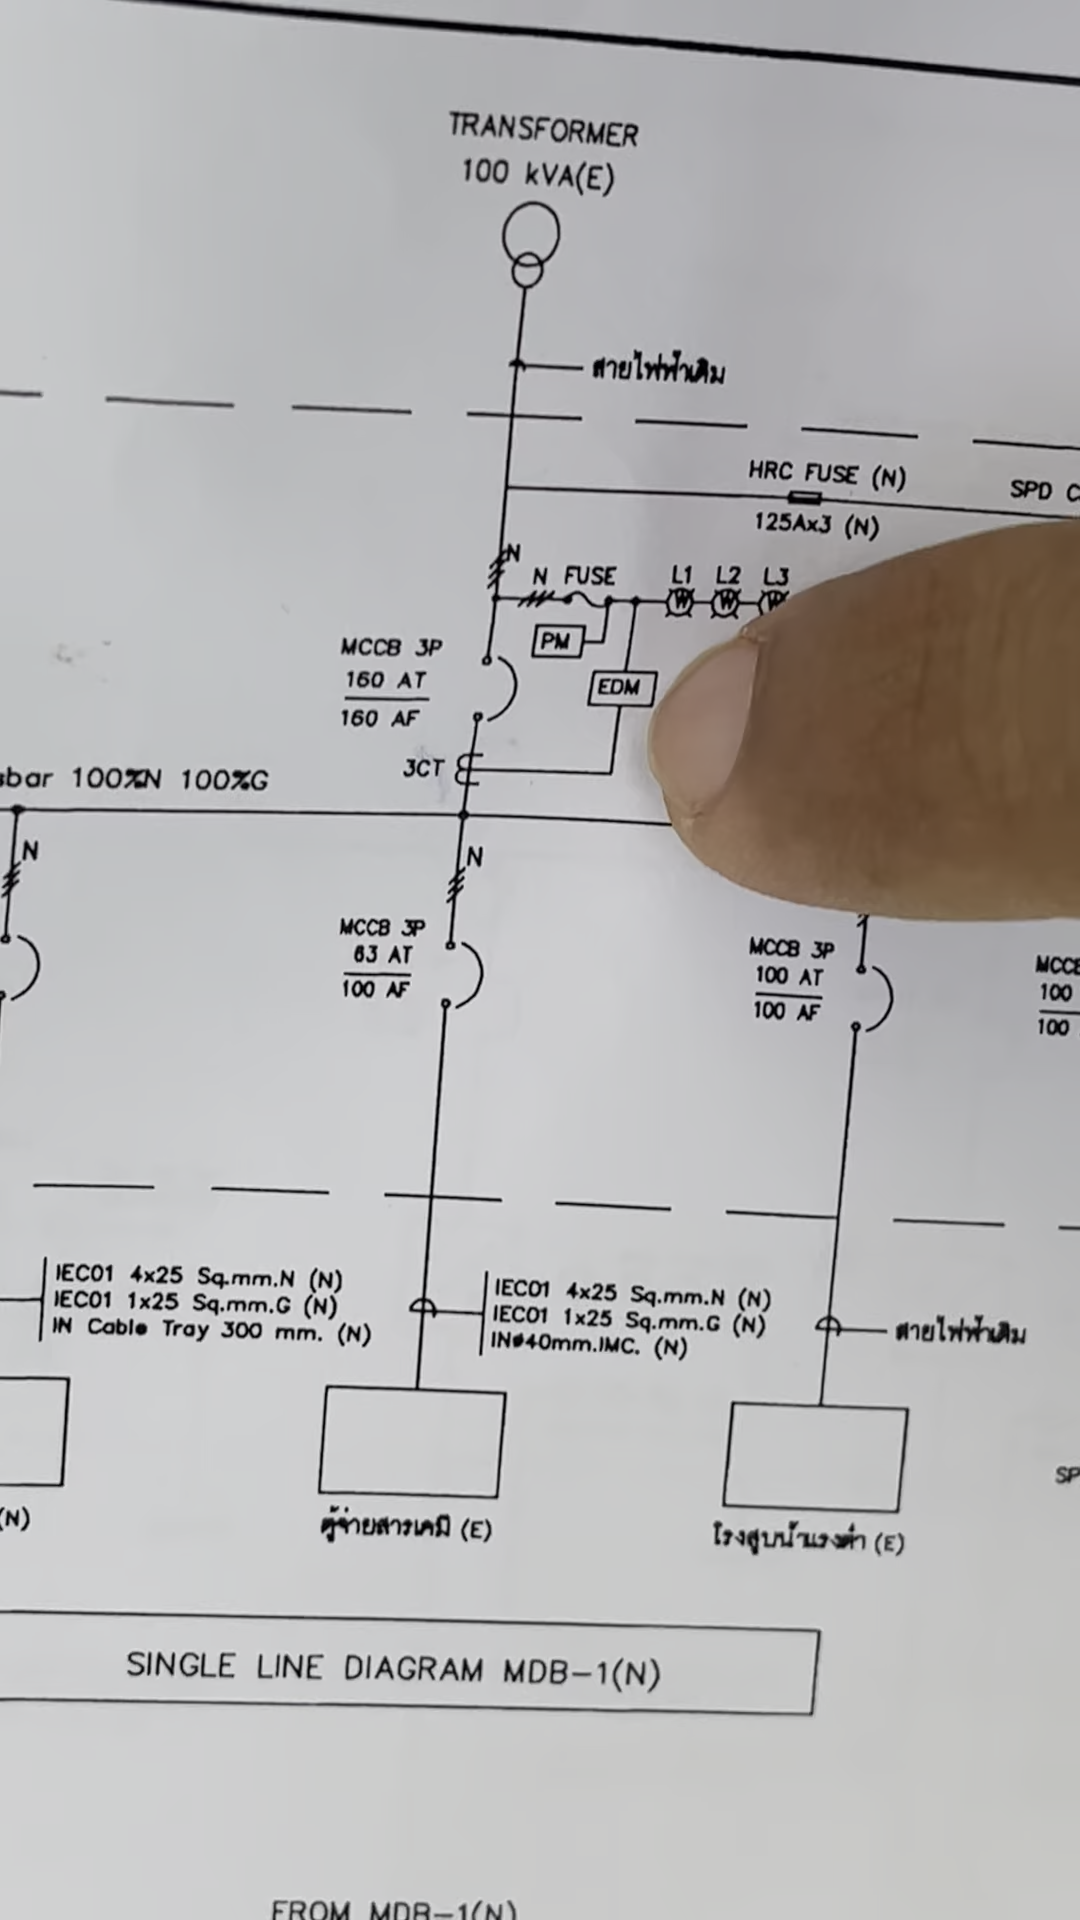 TRANSFORMER
100 kVA(E)
สายไฟฟ้าเดิม
HRC FUSE (N)
125Ax3 (N)
SPD
N
N FUSE
L1 L2 L3
W W W
PM
EDM
MCCB 3P
160 AT
160 AF
3CT
100%N 100%G
N
N
MCCB 3P
63 AT
100 AF
MCCB 3P
100 AT
100 AF
100
100
IEC01 4x25 Sq.mm.N (N)
IEC01 1x25 Sq.mm.G (N)
IN Cable Tray 300 mm. (N)
IEC01 4x25 Sq.mm.N (N)
IEC01 1x25 Sq.mm.G (N)
INø40mm.IMC. (N)
สายไฟฟ้าเดิม
(N)
ตู้จ่ายสารเคมี (E)
โรงสูบน้ำแรงต่ำ (E)
SINGLE LINE DIAGRAM MDB-1(N)
FROM MDB-1(N)